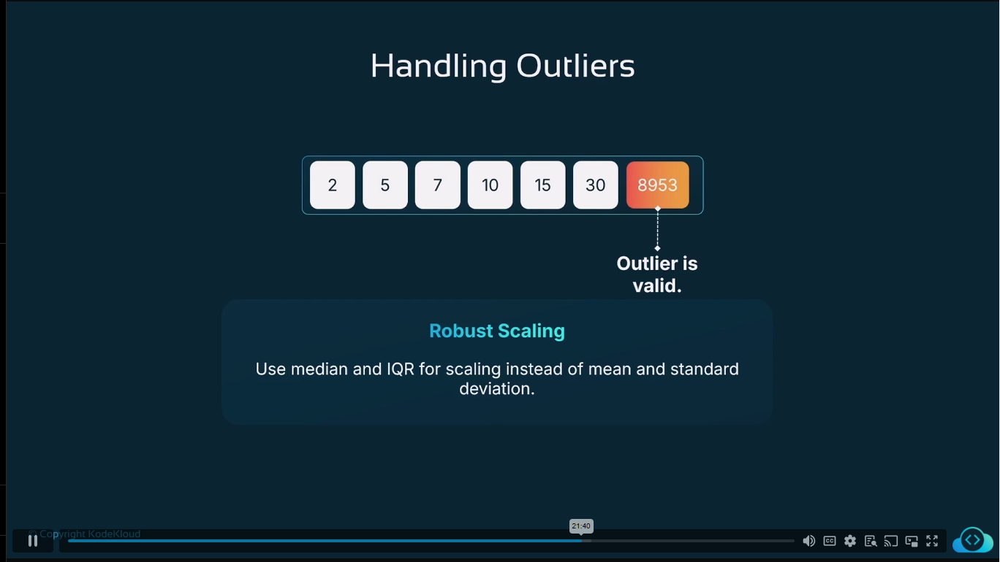 Handling Outliers
2 5 7 10 15 30 8953
Outlier is
valid.
Robust Scaling
Use median and IQR for scaling instead of mean and standard
deviation.
© Copyright KodeKloud
21:40
CC